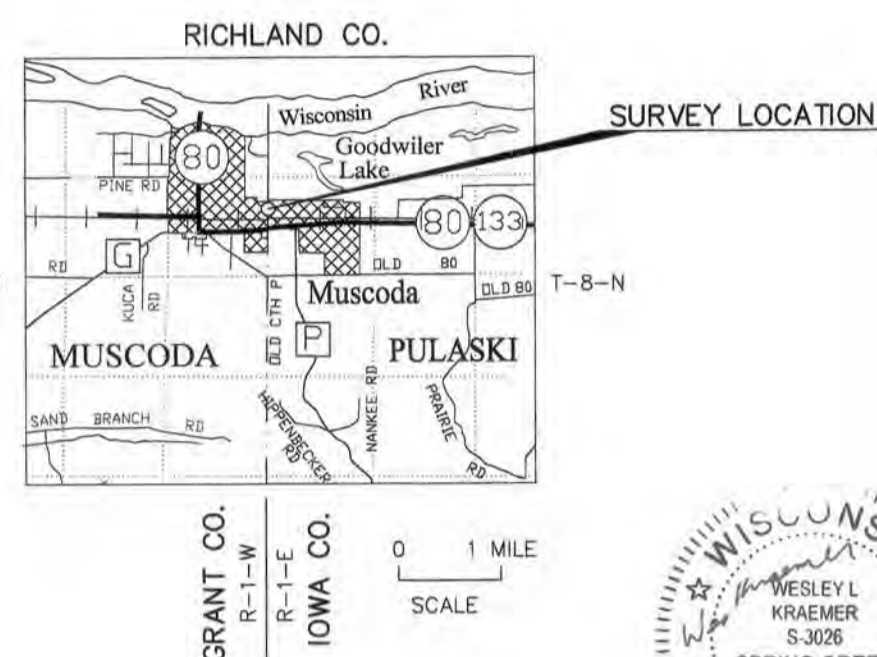 RICHLAND CO.
Wisconsin River
SURVEY LOCATION
Goodwiler
Lake
80
PINE RD
80 133
G
RD
OLD 80
T-8-N
KUCA RD
OLD CTH P
Muscoda
OLD 80
P
MUSCODA
PULASKI
NANKEE RD
PRAIRIE RD
SAND BRANCH RD
HIPPENBECKER RD
GRANT CO.
R-1-W
R-1-E
IOWA CO.
0 1 MILE
SCALE
WISCONS
WESLEY L
KRAEMER
S-3026